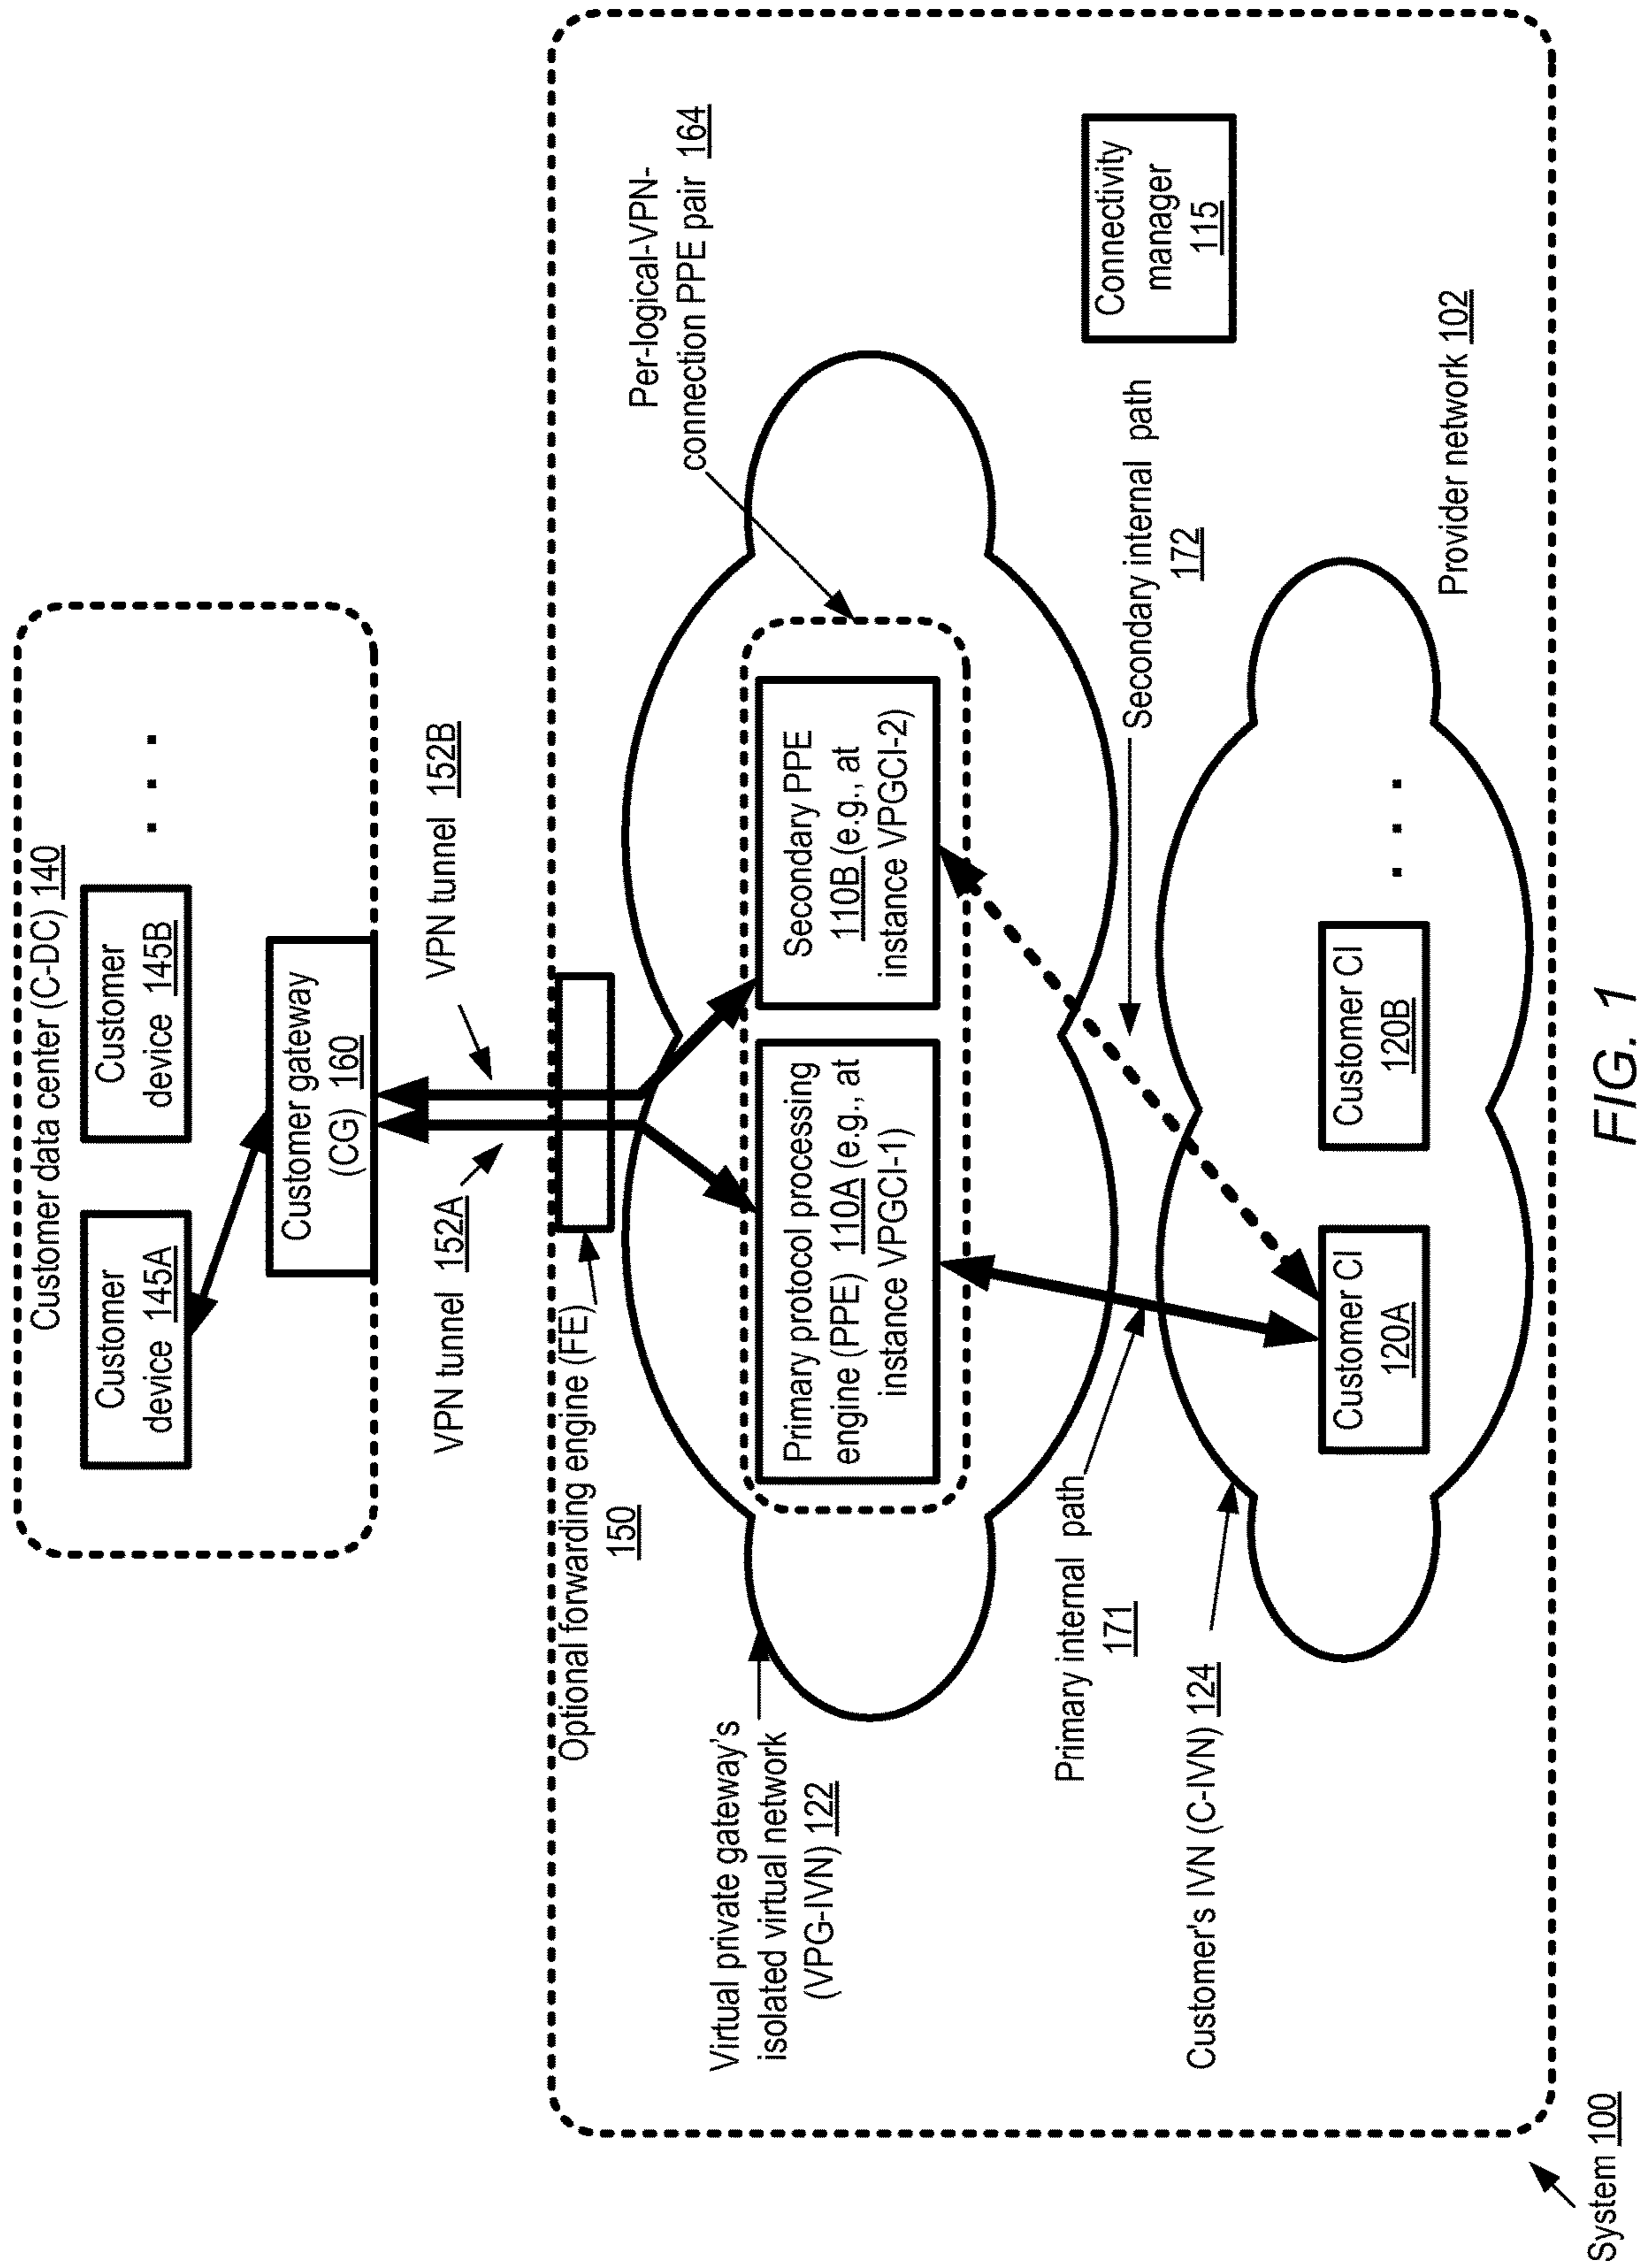 Customer data center (C-DC) 140
Customer
device 145A
Customer
device 145B
. . .
Customer gateway
(CG) 160
VPN tunnel 152A
VPN tunnel 152B
Optional forwarding engine (FE)
150
Per-logical-VPN-
connection PPE pair 164
Virtual private gateway's
isolated virtual network
(VPG-IVN) 122
Primary protocol processing
engine (PPE) 110A (e.g., at
instance VPGCI-1)
Secondary PPE
110B (e.g., at
instance VPGCI-2)
Primary internal path
171
Secondary internal path
172
Connectivity
manager
115
Customer's IVN (C-IVN) 124
Customer CI
120A
Customer CI
120B
. . .
Provider network 102
System 100
FIG. 1